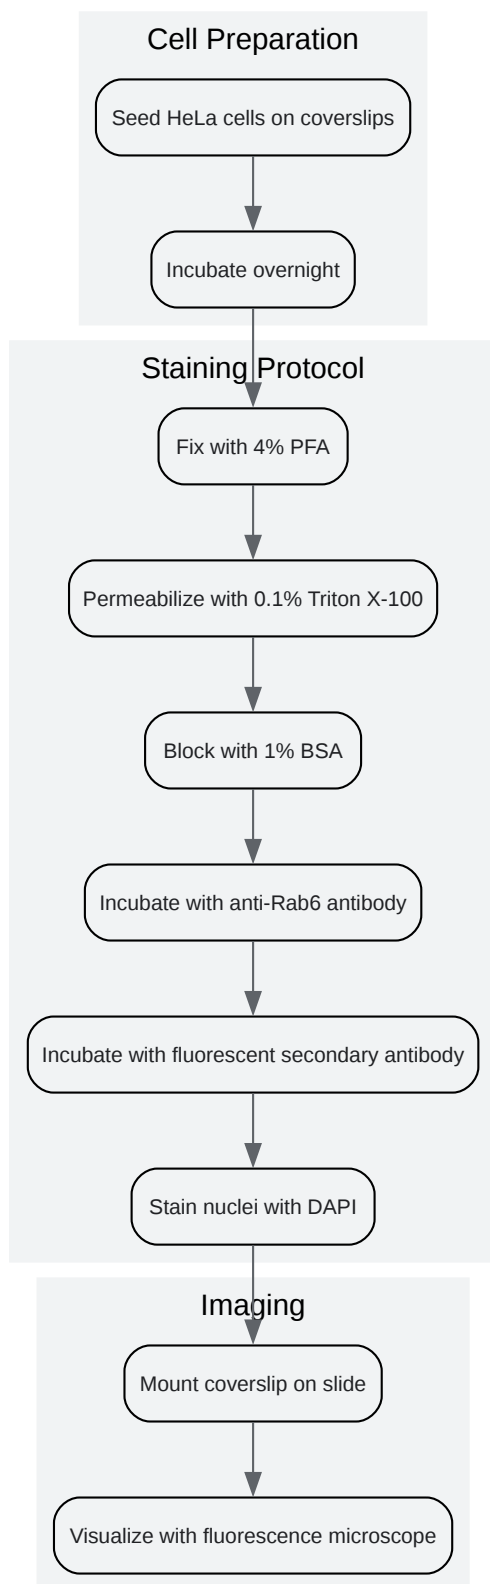 Cell Preparation
Seed HeLa cells on coverslips
Incubate overnight
Staining Protocol
Fix with 4% PFA
Permeabilize with 0.1% Triton X-100
Block with 1% BSA
Incubate with anti-Rab6 antibody
Incubate with fluorescent secondary antibody
Stain nuclei with DAPI
Imaging
Mount coverslip on slide
Visualize with fluorescence microscope